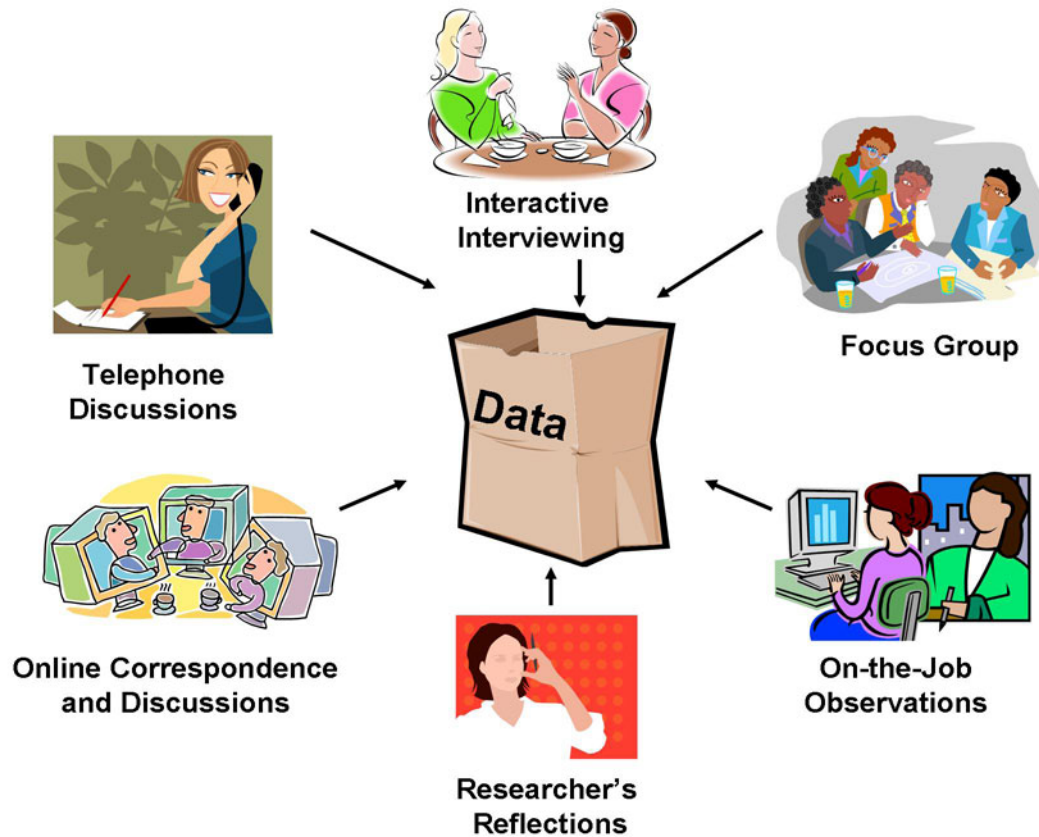 Interactive
Interviewing
Telephone
Discussions
Focus Group
Data
Online Correspondence
and Discussions
On-the-Job
Observations
Researcher's
Reflections